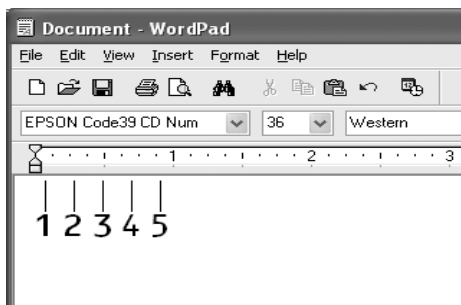 Document - WordPad
File Edit View Insert Format Help
EPSON Code39 CD Num 36 Western
1 2 3
1 2 3 4 5